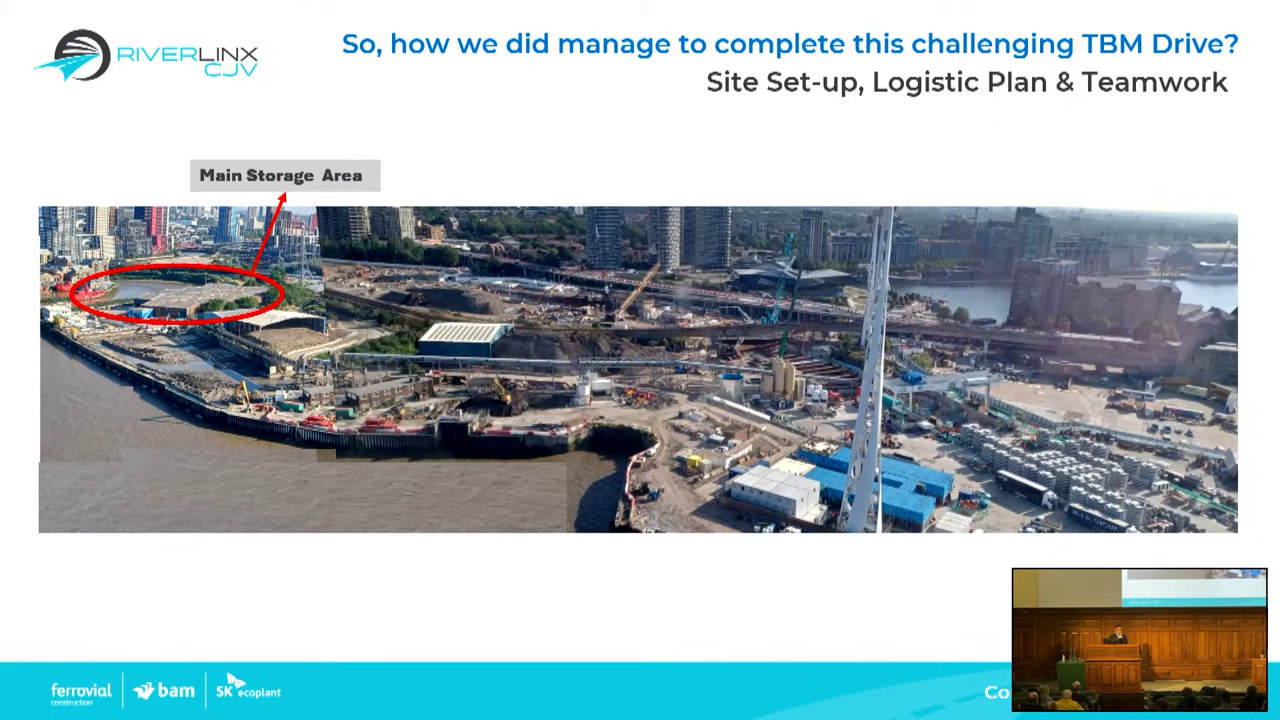 RIVERLINX
CJV
So, how we did manage to complete this challenging TBM Drive?
Site Set-up, Logistic Plan & Teamwork
Main Storage Area
ferrovial
construction
bam
SK ecoplant
Co